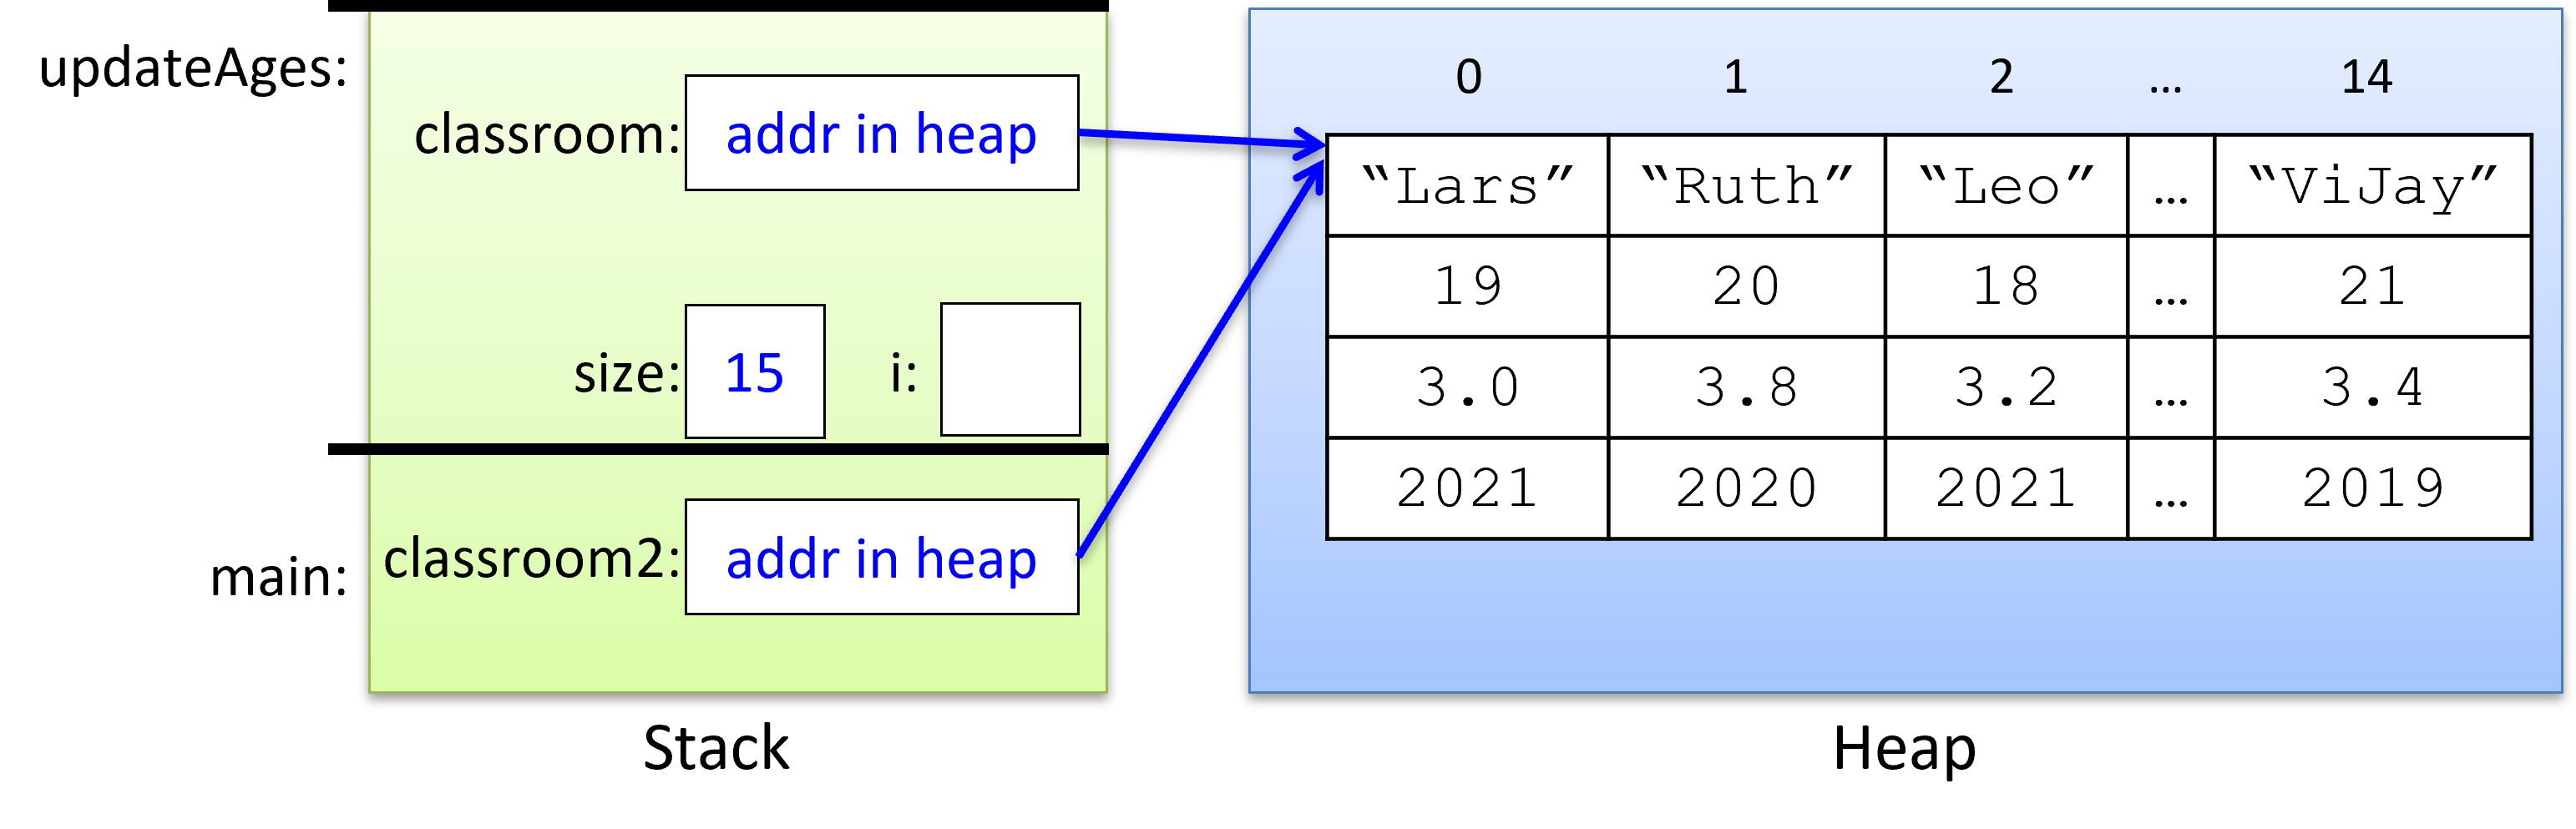 updateAges:
classroom: addr in heap
size: 15 i:
main: classroom2: addr in heap
Stack
0 1 2 … 14
“Lars” “Ruth” “Leo” … “ViJay”
19 20 18 … 21
3.0 3.8 3.2 … 3.4
2021 2020 2021 … 2019
Heap